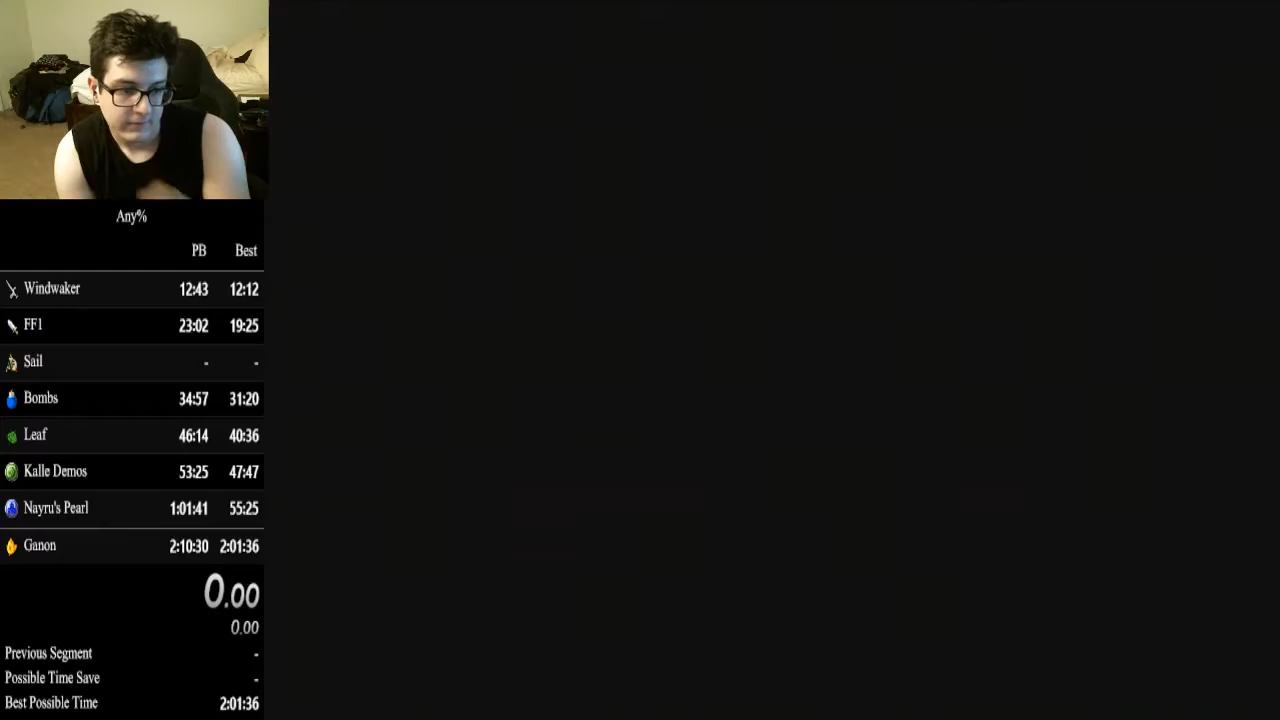 Any%
PB Best
Windwaker 12:43 12:12
FF1 23:02 19:25
Sail - -
Bombs 34:57 31:20
Leaf 46:14 40:36
Kalle Demos 53:25 47:47
Nayru's Pearl 1:01:41 55:25
Ganon 2:10:30 2:01:36
0.00
0.00
Previous Segment -
Possible Time Save -
Best Possible Time 2:01:36